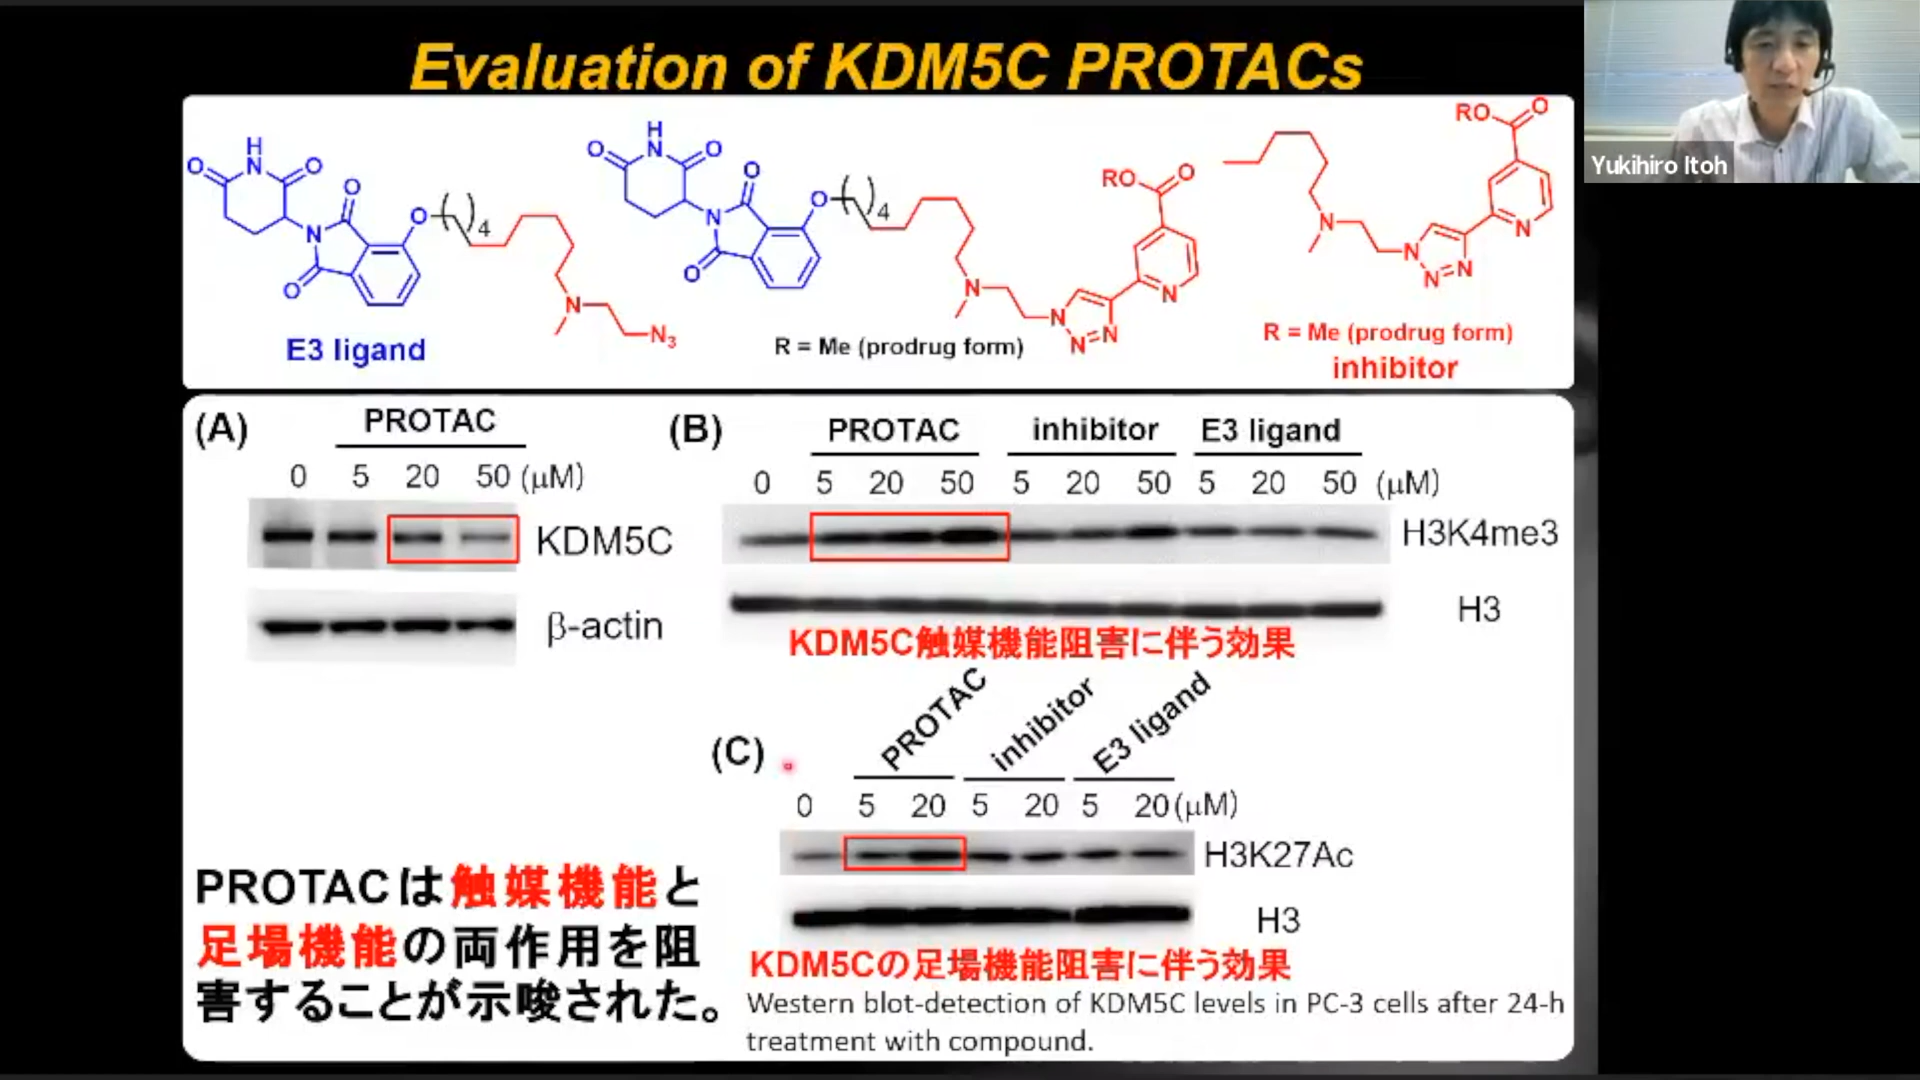 Evaluation of KDM5C PROTACs
Yukihiro Itoh
H
N
O
O
O
N
O
O
( )4
N
N3
E3 ligand
H
N
O
O
O
N
O
O
( )4
RO
O
N
N
N
N=N
R = Me (prodrug form)
RO
O
N
N
N
N=N
R = Me (prodrug form)
inhibitor
(A)
PROTAC
0 5 20 50 (μM)
KDM5C
β-actin
(B)
PROTAC inhibitor E3 ligand
0 5 20 50 5 20 50 5 20 50 (μM)
H3K4me3
H3
KDM5C触媒機能阻害に伴う効果
(C)
PROTAC inhibitor E3 ligand
0 5 20 5 20 5 20 (μM)
H3K27Ac
H3
KDM5Cの足場機能阻害に伴う効果
Western blot-detection of KDM5C levels in PC-3 cells after 24-h
treatment with compound.
PROTACは触媒機能と
足場機能の両作用を阻
害することが示唆された。